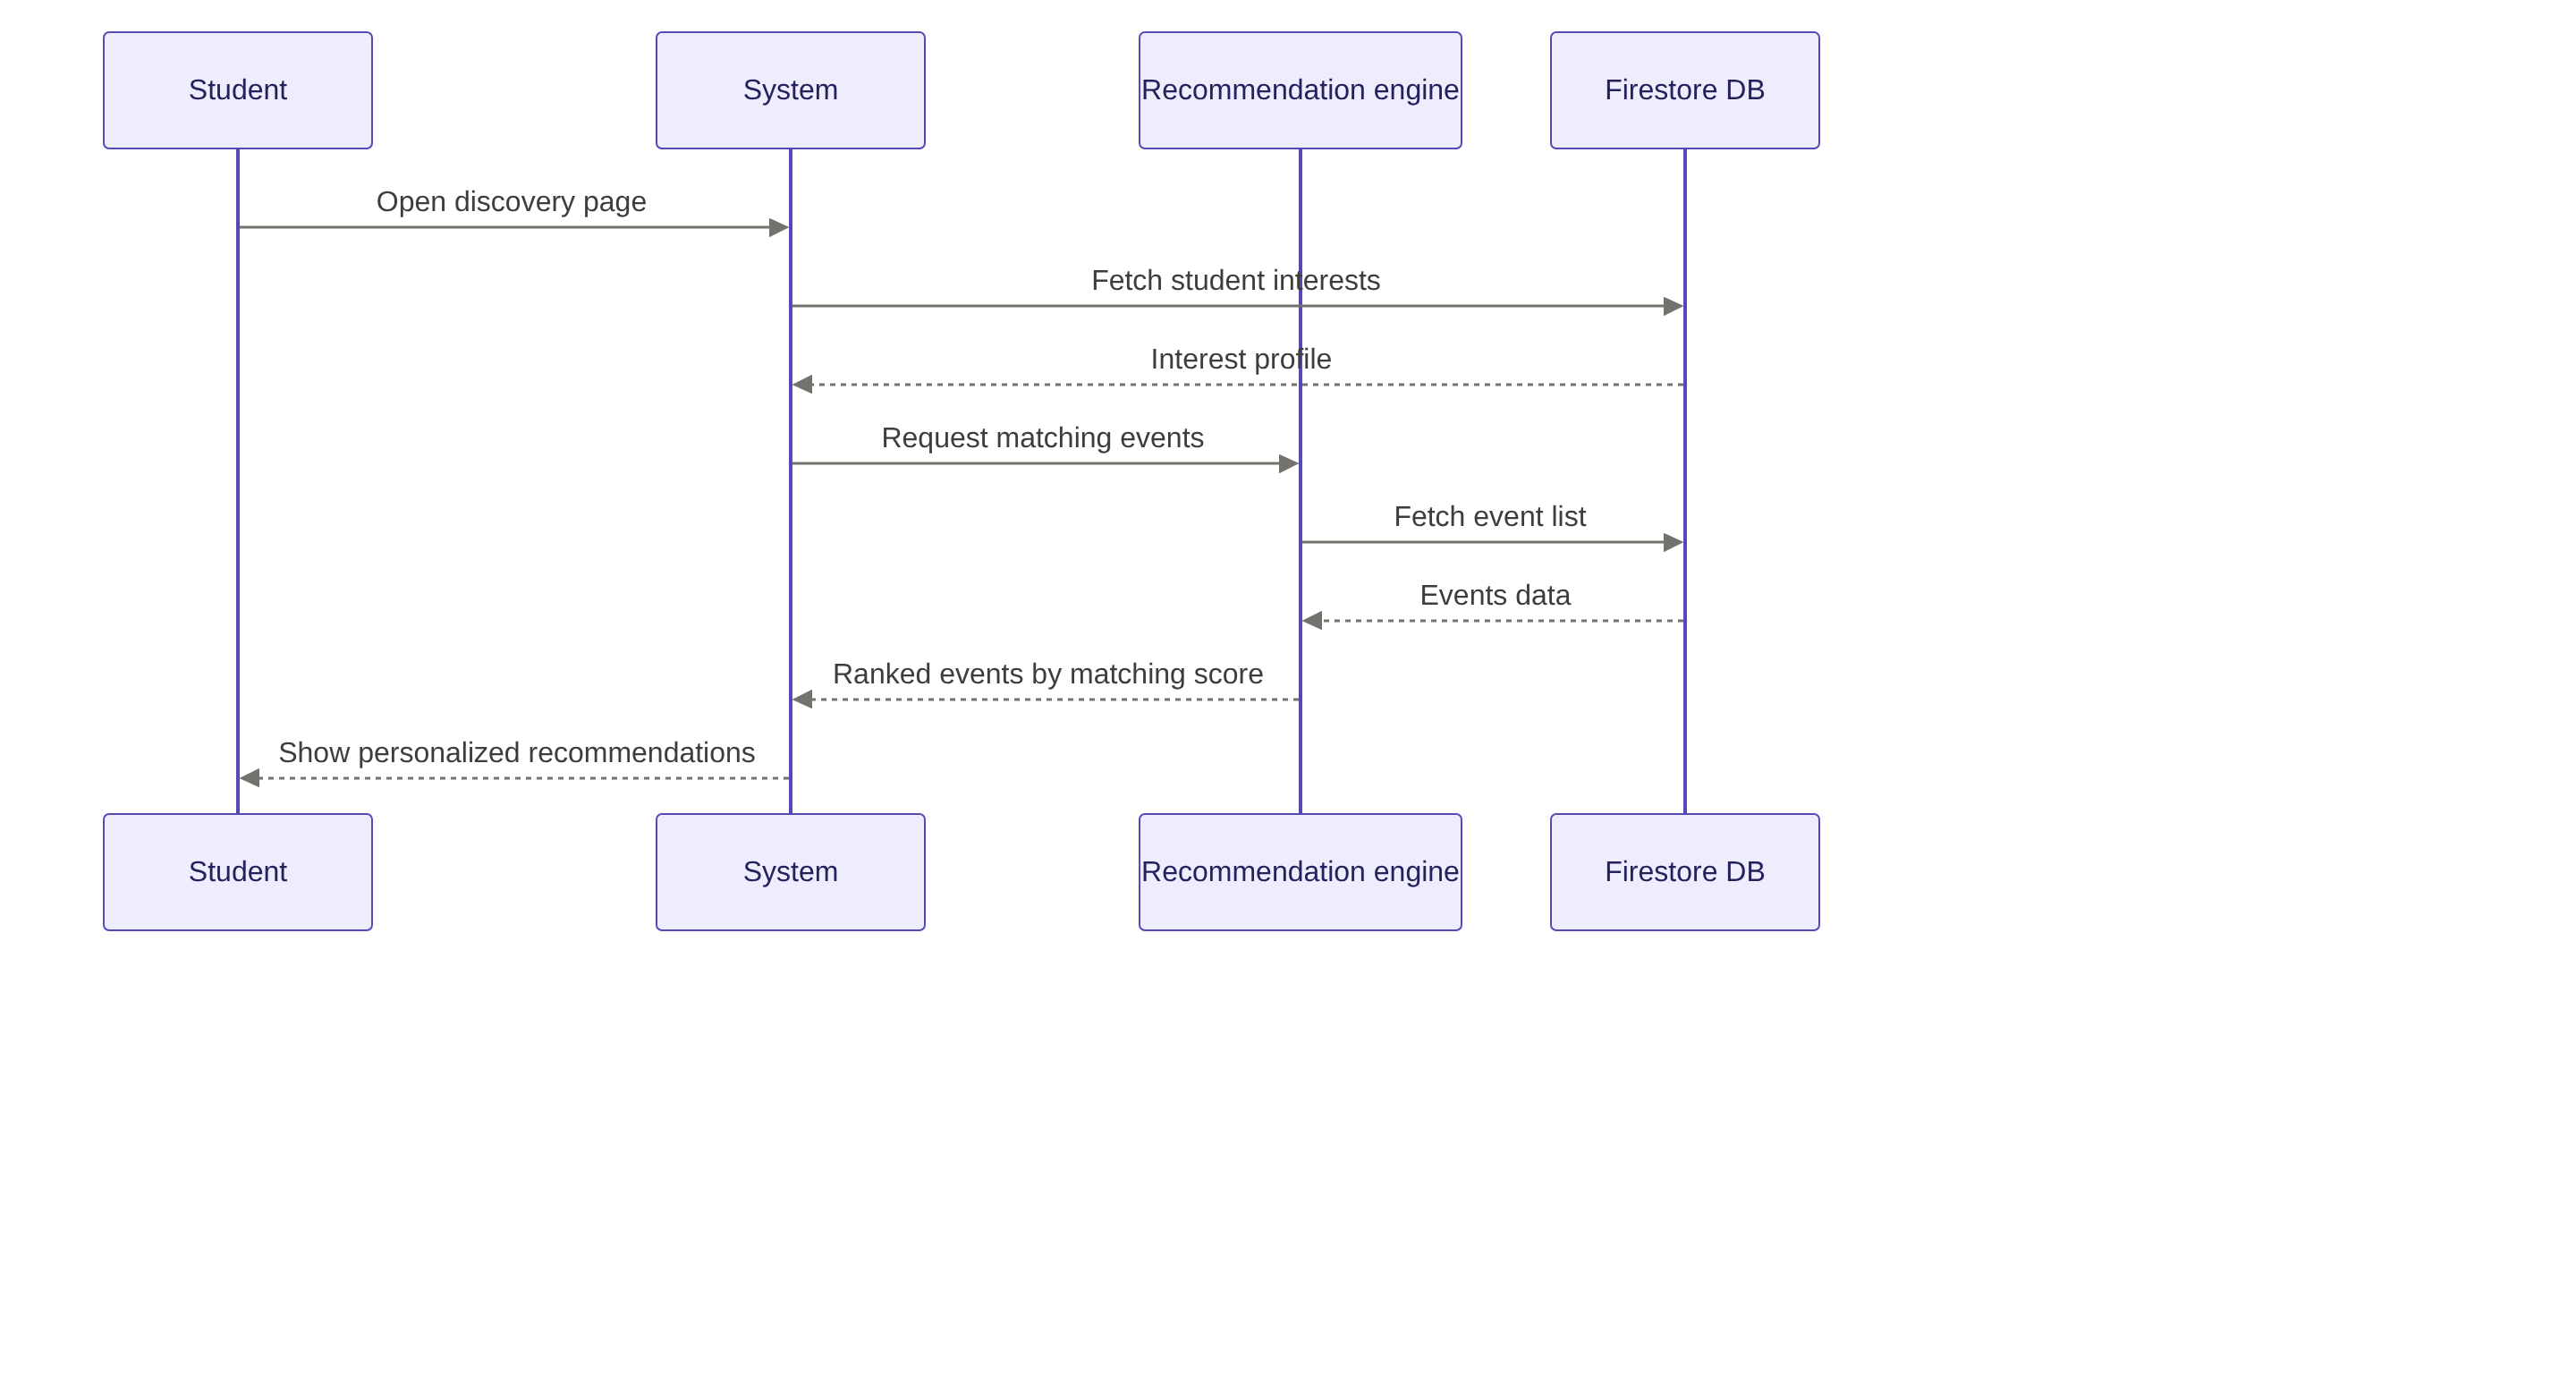 Student
System
Recommendation engine
Firestore DB
Open discovery page
Fetch student interests
Interest profile
Request matching events
Fetch event list
Events data
Ranked events by matching score
Show personalized recommendations
Student
System
Recommendation engine
Firestore DB